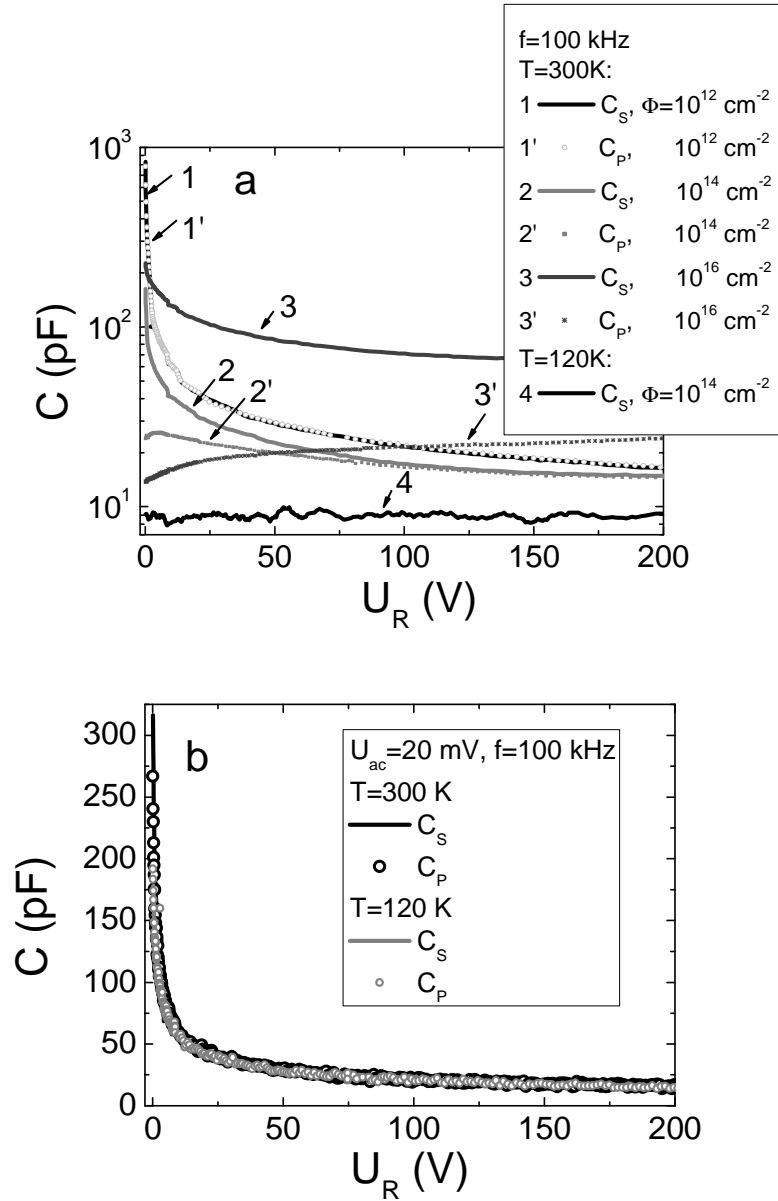 f=100 kHz
T=300K:
1 C_S, Φ=10^12 cm^-2
1' C_P, 10^12 cm^-2
2 C_S, 10^14 cm^-2
2' C_P, 10^14 cm^-2
3 C_S, 10^16 cm^-2
3' C_P, 10^16 cm^-2
T=120K:
4 C_S, Φ=10^14 cm^-2
10^3
1
a
1'
3
10^2
C (pF)
2
2'
3'
4
10^1
0 50 100 150 200
U_R (V)
300
b
U_ac=20 mV, f=100 kHz
T=300 K
C_S
C_P
T=120 K
C_S
C_P
250
200
150
100
50
0
C (pF)
0 50 100 150 200
U_R (V)